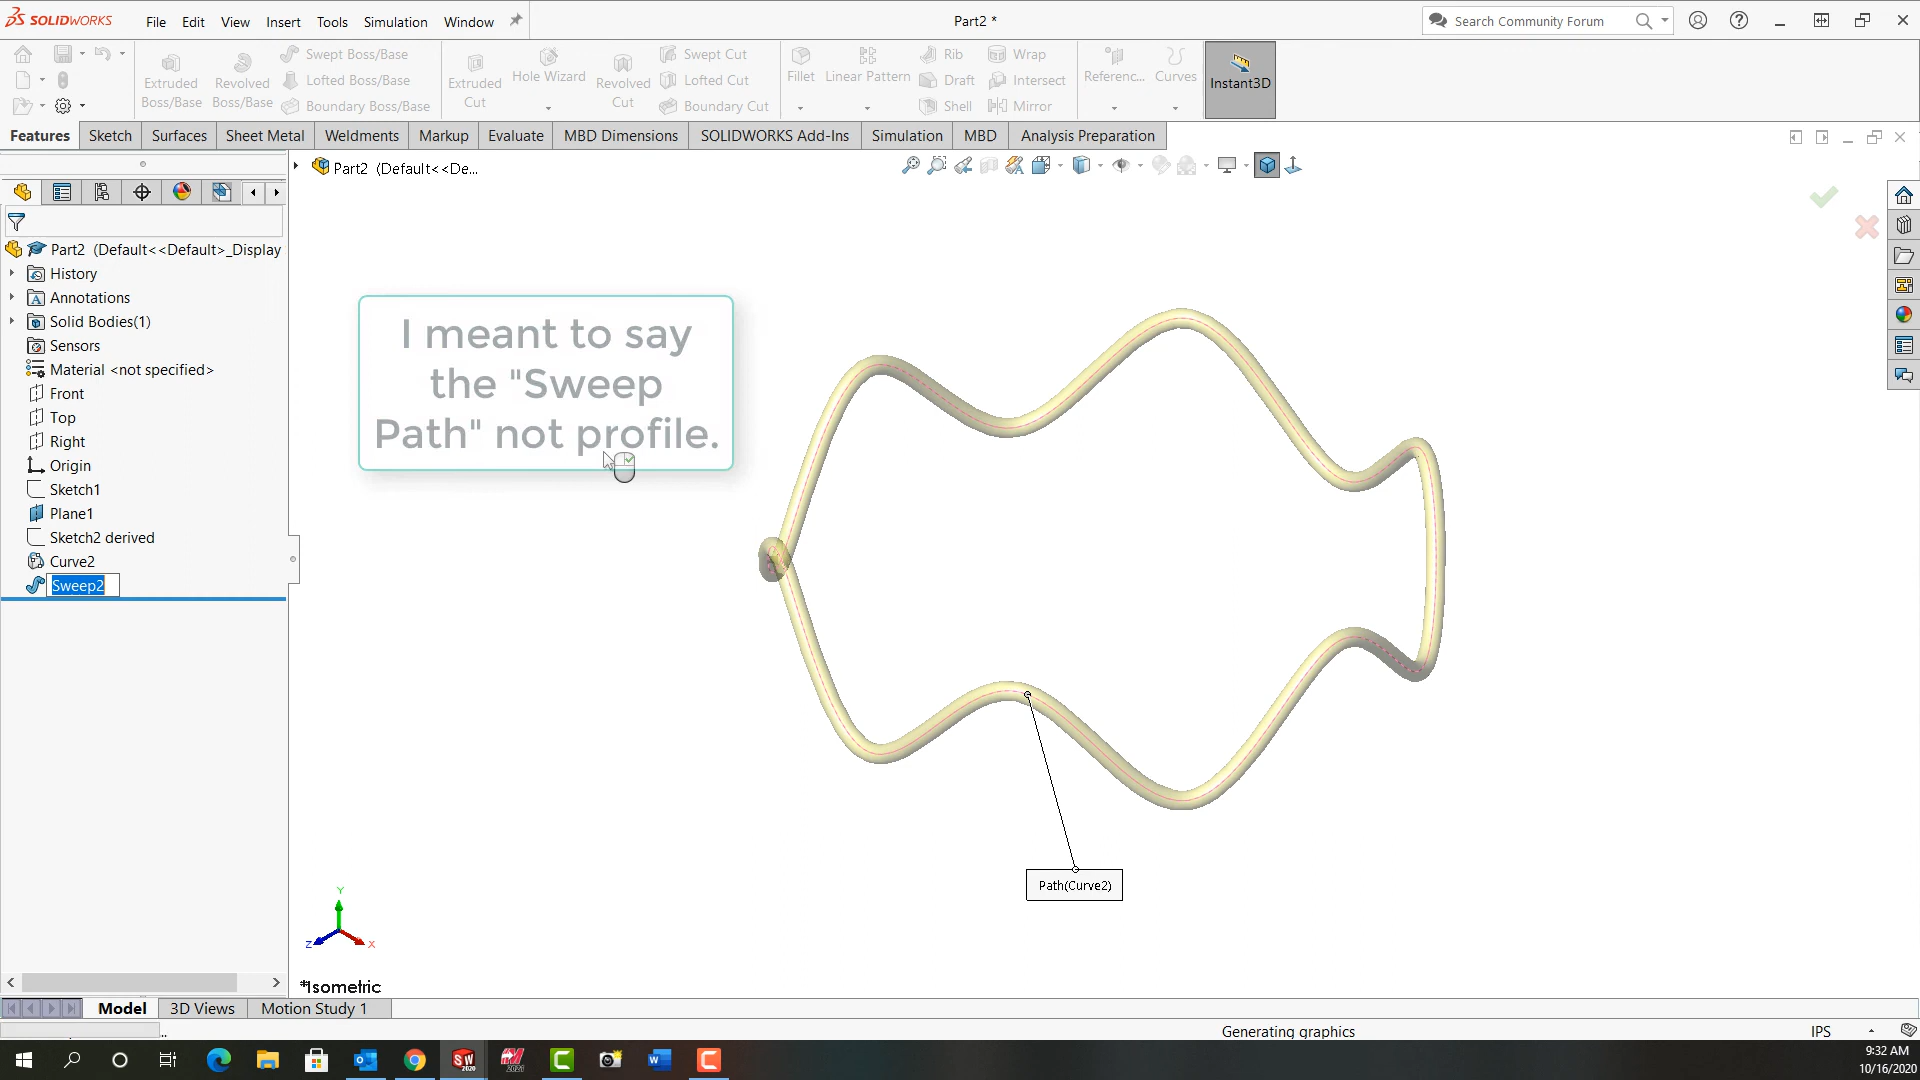 SOLIDWORKS
File
Edit
View
Insert
Tools
Simulation
Window
Part2 *
Search Community Forum
Extruded
Boss/Base
Revolved
Boss/Base
Swept Boss/Base
Lofted Boss/Base
Boundary Boss/Base
Extruded
Cut
Hole Wizard
Revolved
Cut
Swept Cut
Lofted Cut
Boundary Cut
Fillet
Linear Pattern
Rib
Draft
Shell
Wrap
Intersect
Mirror
Referenc...
Curves
Instant3D
Features
Sketch
Surfaces
Sheet Metal
Weldments
Markup
Evaluate
MBD Dimensions
SOLIDWORKS Add-Ins
Simulation
MBD
Analysis Preparation
Part2 (Default<<De...
Part2 (Default<<Default>_Display
History
Annotations
Solid Bodies(1)
Sensors
Material <not specified>
Front
Top
Right
Origin
Sketch1
Plane1
Sketch2 derived
Curve2
Sweep2
I meant to say
the "Sweep
Path" not profile.
Path(Curve2)
Y
Z
X
*Isometric
Model
3D Views
Motion Study 1
..
Generating graphics
IPS
SW
2020
2021
9:32 AM
10/16/2020